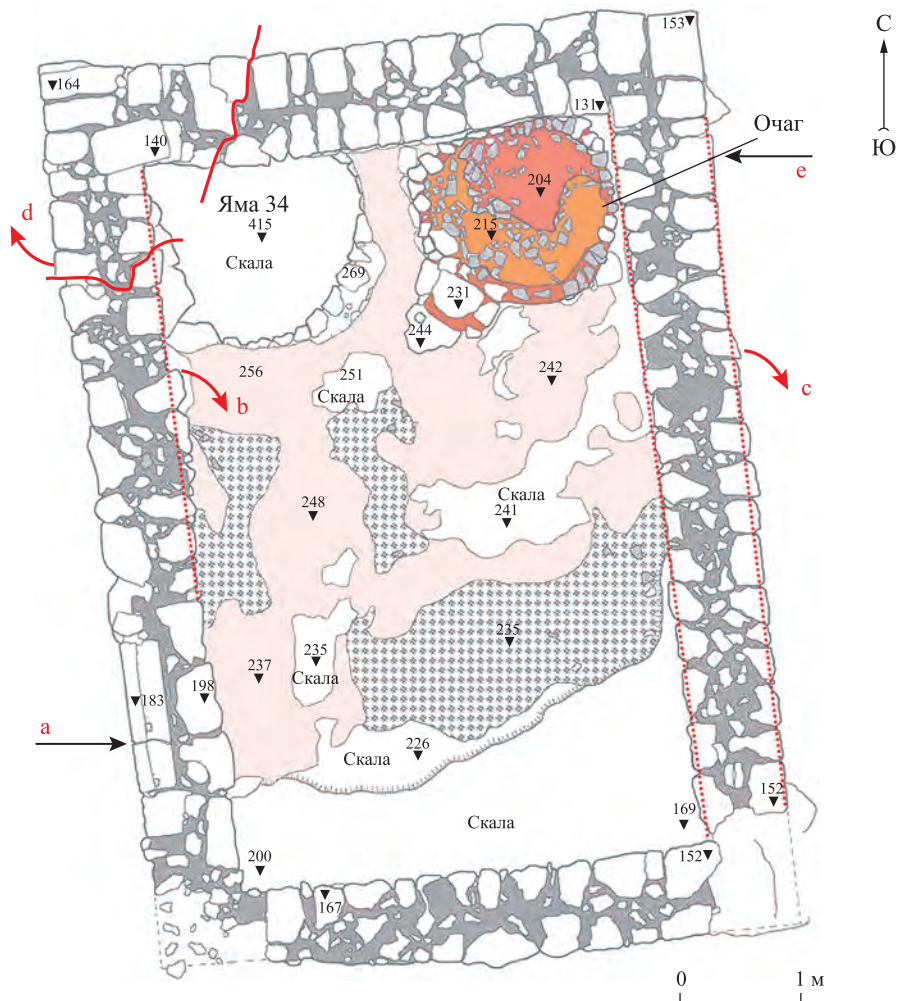 153
С
164
131
Очаг
Ю
140
204
e
Яма 34
d
415
215
Скала
269
231
244
242
256
251
Скала
c
b
Скала
248
241
235
235
237
Скала
198
183
226
a
Скала
152
Скала
169
200
152
167
0 1 м